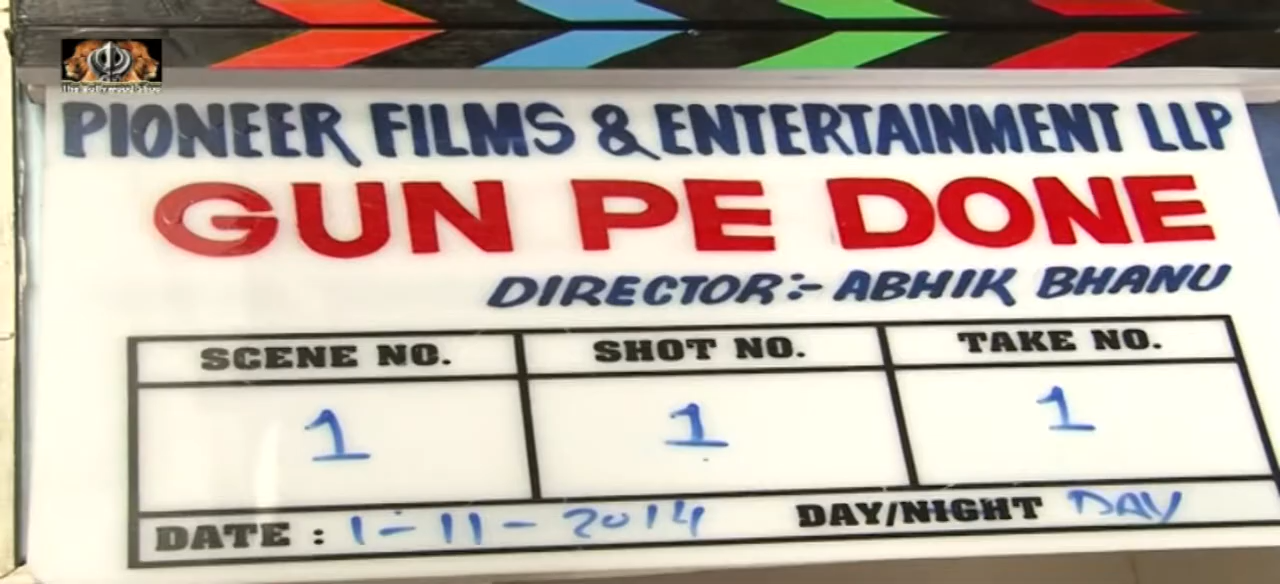 PIONEER FILMS & ENTERTAINMENT LLP
GUN PE DONE
DIRECTOR:- ABHIK BHANU
SCENE NO. SHOT NO. TAKE NO.
1 1 1
DATE : 1-11-2014 DAY/NIGHT DAY